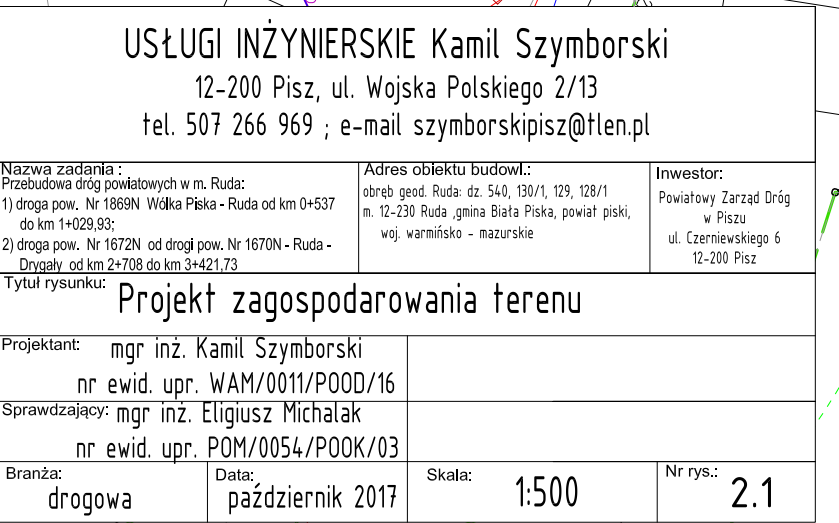 USŁUGI INŻYNIERSKIE Kamil Szymborski
12-200 Pisz, ul. Wojska Polskiego 2/13
tel. 507 266 969 ; e-mail szymborskipisz@tlen.pl
Nazwa zadania :
Przebudowa dróg powiatowych w m. Ruda:
1) droga pow. Nr 1869N Wólka Piska - Ruda od km 0+537
do km 1+029,93;
2) droga pow. Nr 1672N od drogi pow. Nr 1670N - Ruda -
Drygały od km 2+708 do km 3+421,73
Adres obiektu budowl.:
obręb geod. Ruda: dz. 540, 130/1, 129, 128/1
m. 12-230 Ruda ,gmina Biała Piska, powiat piski,
woj. warmińsko - mazurskie
Inwestor:
Powiatowy Zarząd Dróg
w Piszu
ul. Czerniewskiego 6
12-200 Pisz
Tytuł rysunku:
Projekt zagospodarowania terenu
Projektant: mgr inż. Kamil Szymborski
nr ewid. upr. WAM/0011/POOD/16
Sprawdzający: mgr inż. Eligiusz Michalak
nr ewid. upr. POM/0054/POOK/03
Branża:
drogowa
Data:
październik 2017
Skala:
1:500
Nr rys.:
2.1